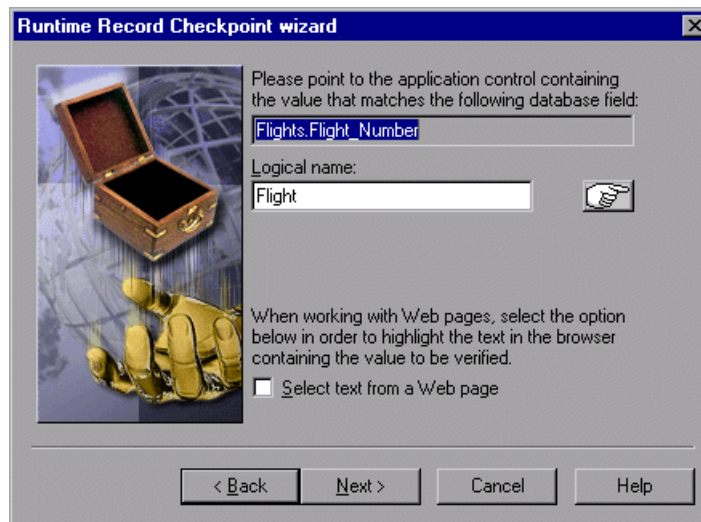 Runtime Record Checkpoint wizard
Please point to the application control containing
the value that matches the following database field:
Flights.Flight_Number
Logical name:
Flight
When working with Web pages, select the option
below in order to highlight the text in the browser
containing the value to be verified.
Select text from a Web page
< Back
Next >
Cancel
Help